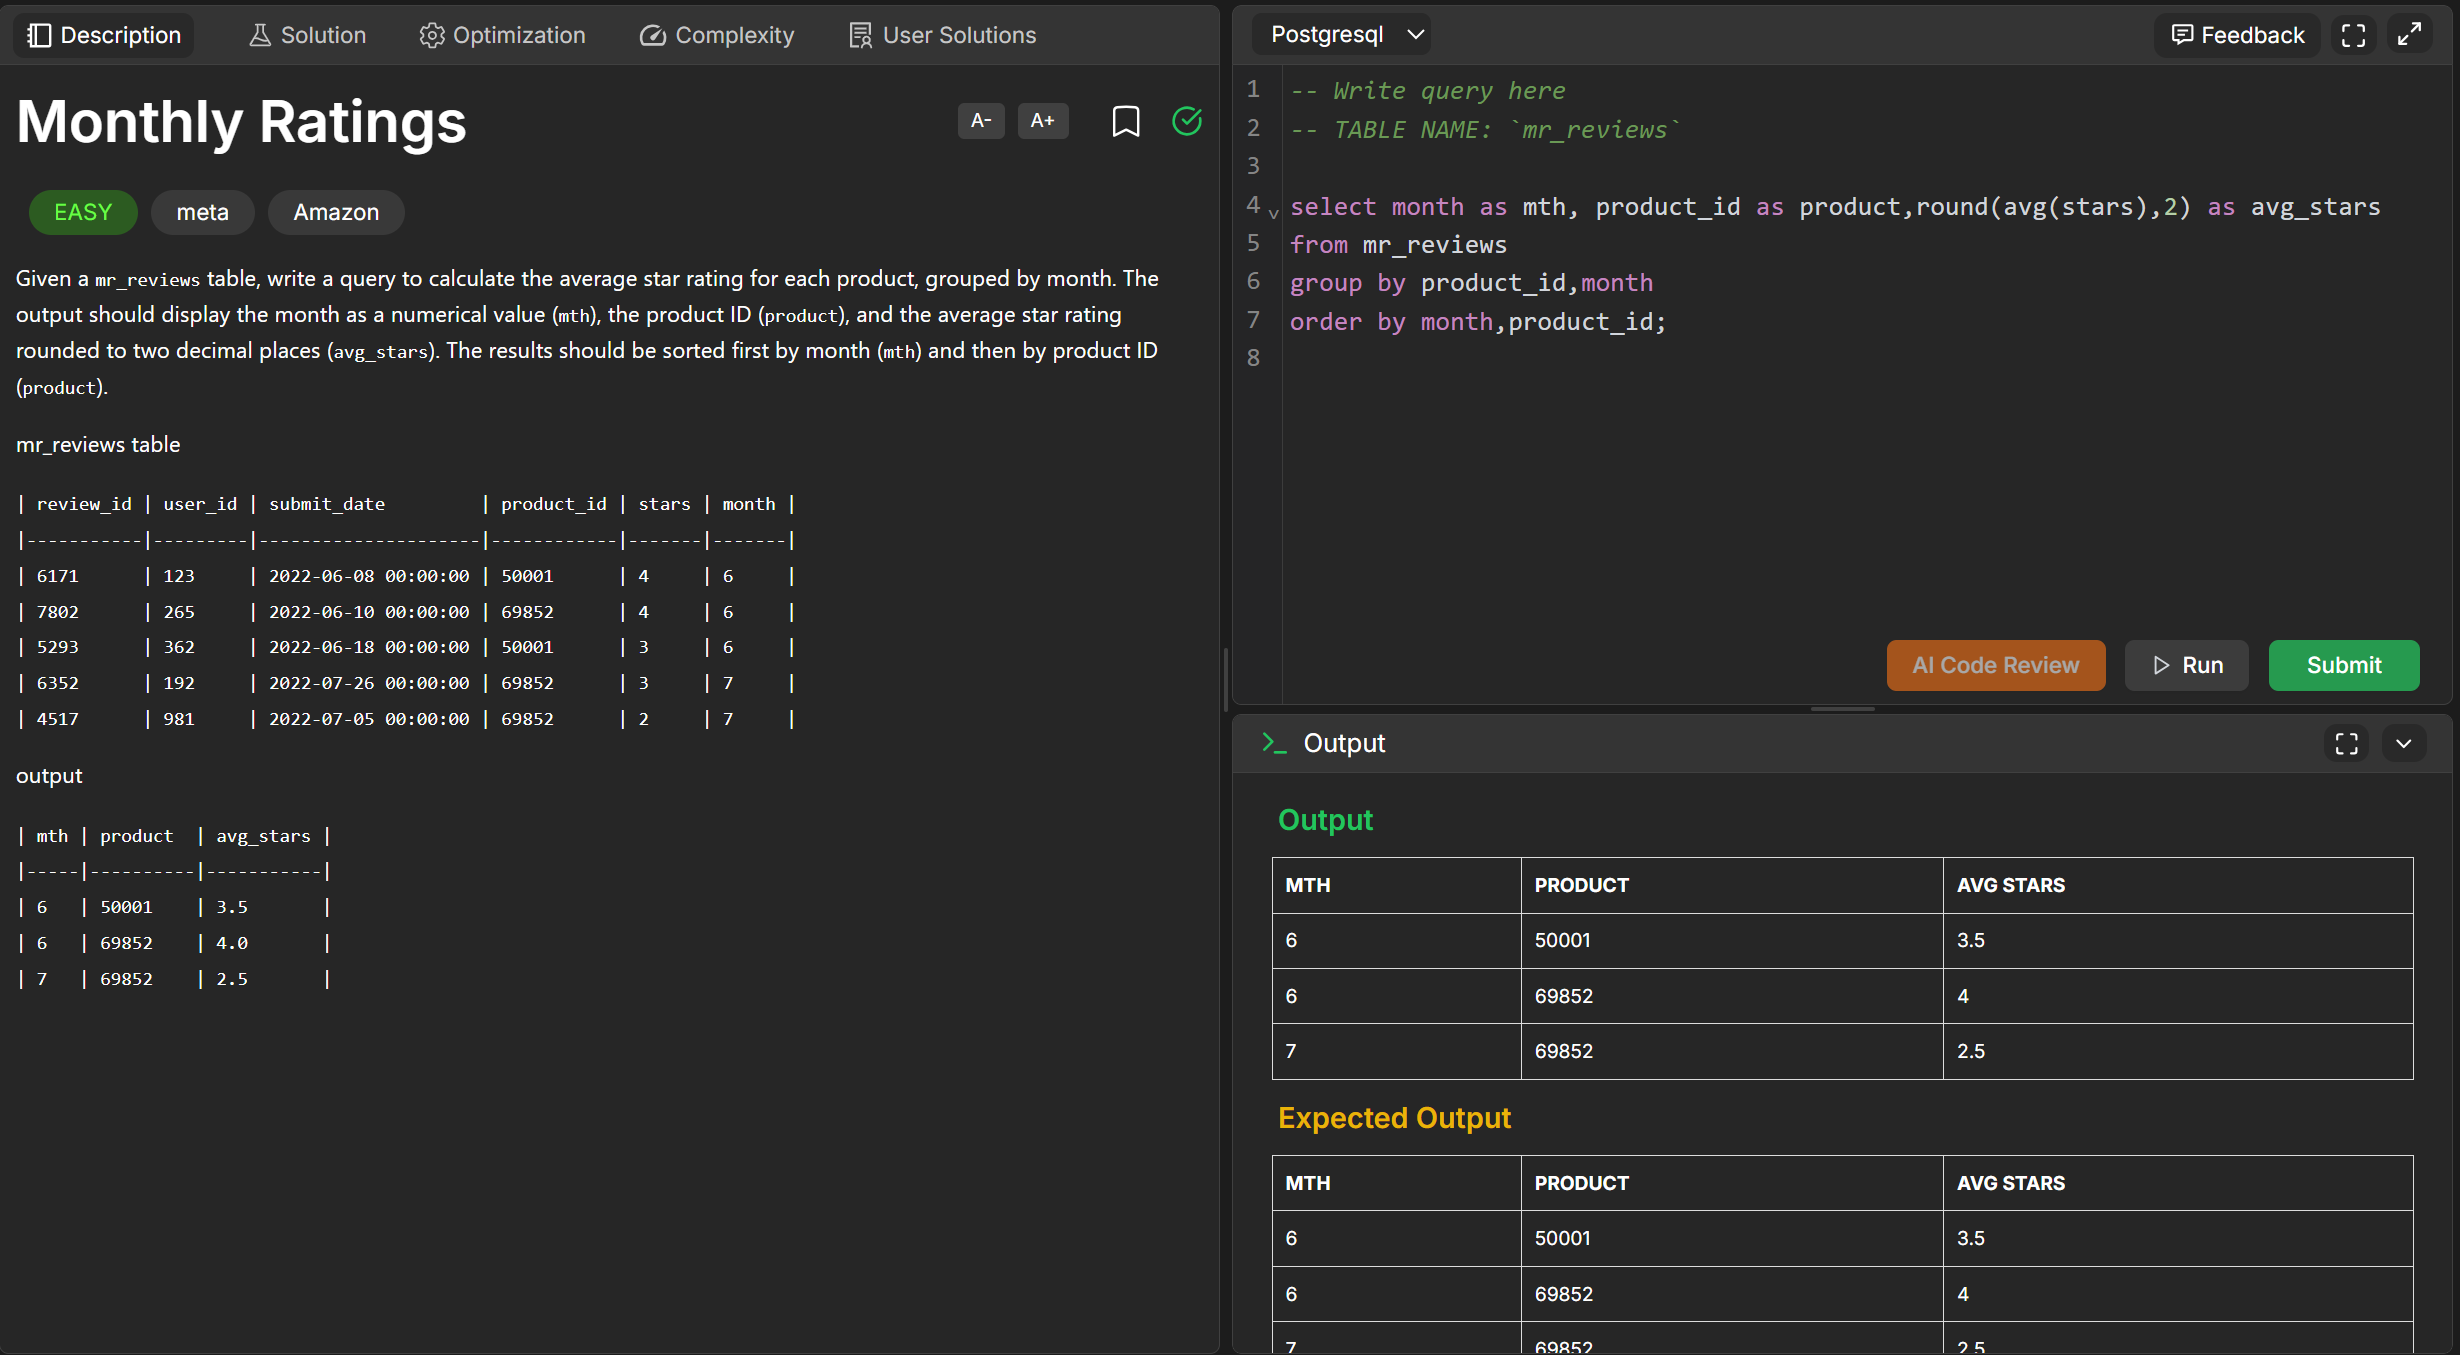 Description Solution Optimization Complexity User Solutions
Monthly Ratings
A- A+
EASY meta Amazon
Given a mr_reviews table, write a query to calculate the average star rating for each product, grouped by month. The
output should display the month as a numerical value (mth), the product ID (product), and the average star rating
rounded to two decimal places (avg_stars). The results should be sorted first by month (mth) and then by product ID
(product).
mr_reviews table
| review_id | user_id | submit_date | product_id | stars | month |
|-----------|---------|---------------------|------------|-------|-------|
| 6171 | 123 | 2022-06-08 00:00:00 | 50001 | 4 | 6 |
| 7802 | 265 | 2022-06-10 00:00:00 | 69852 | 4 | 6 |
| 5293 | 362 | 2022-06-18 00:00:00 | 50001 | 3 | 6 |
| 6352 | 192 | 2022-07-26 00:00:00 | 69852 | 3 | 7 |
| 4517 | 981 | 2022-07-05 00:00:00 | 69852 | 2 | 7 |
output
| mth | product | avg_stars |
|-----|----------|-----------|
| 6 | 50001 | 3.5 |
| 6 | 69852 | 4.0 |
| 7 | 69852 | 2.5 |
Postgresql Feedback
1 -- Write query here
2 -- TABLE NAME: `mr_reviews`
3
4 select month as mth, product_id as product,round(avg(stars),2) as avg_stars
5 from mr_reviews
6 group by product_id,month
7 order by month,product_id;
8
AI Code Review Run Submit
>_ Output
Output
MTH PRODUCT AVG STARS
6 50001 3.5
6 69852 4
7 69852 2.5
Expected Output
MTH PRODUCT AVG STARS
6 50001 3.5
6 69852 4
7 69852 2.5